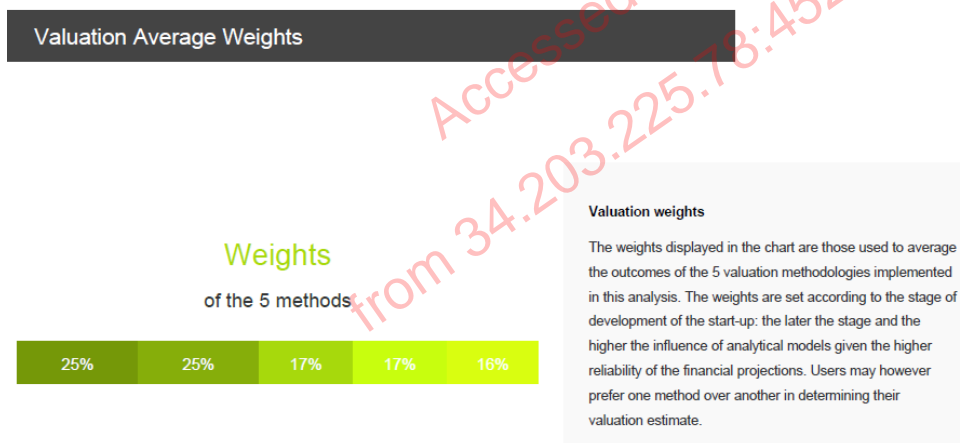 Valuation Average Weights
Accessed
from 34.203.225.78:452
Weights
of the 5 methods
25% 25% 17% 17% 16%
Valuation weights
The weights displayed in the chart are those used to average
the outcomes of the 5 valuation methodologies implemented
in this analysis. The weights are set according to the stage of
development of the start-up: the later the stage and the
higher the influence of analytical models given the higher
reliability of the financial projections. Users may however
prefer one method over another in determining their
valuation estimate.